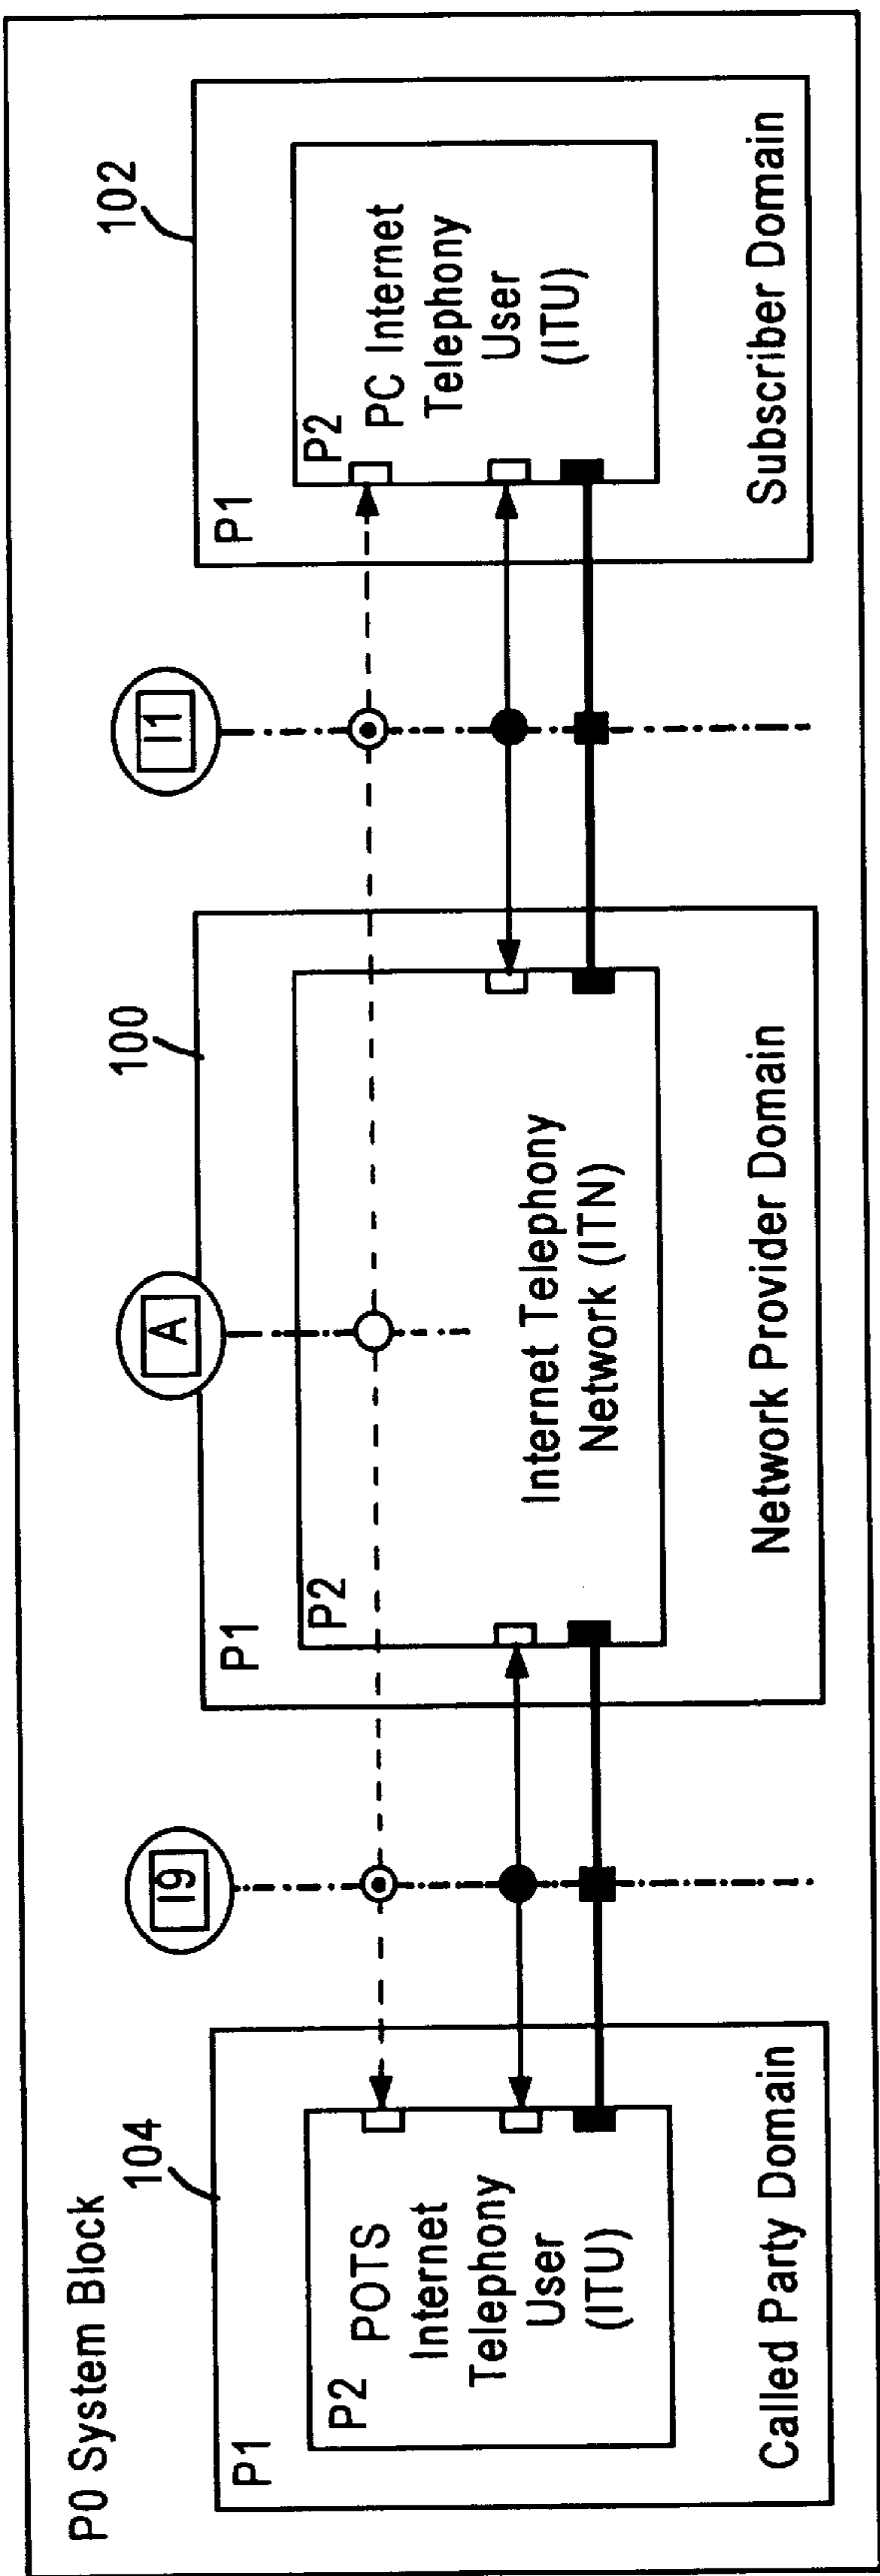 P0 System Block
104
P1
P2
POTS
Internet
Telephony
User
(ITU)
Called Party Domain
I9
A
100
P1
P2
Internet Telephony
Network (ITN)
Network Provider Domain
I1
102
P1
P2
PC Internet
Telephony
User
(ITU)
Subscriber Domain